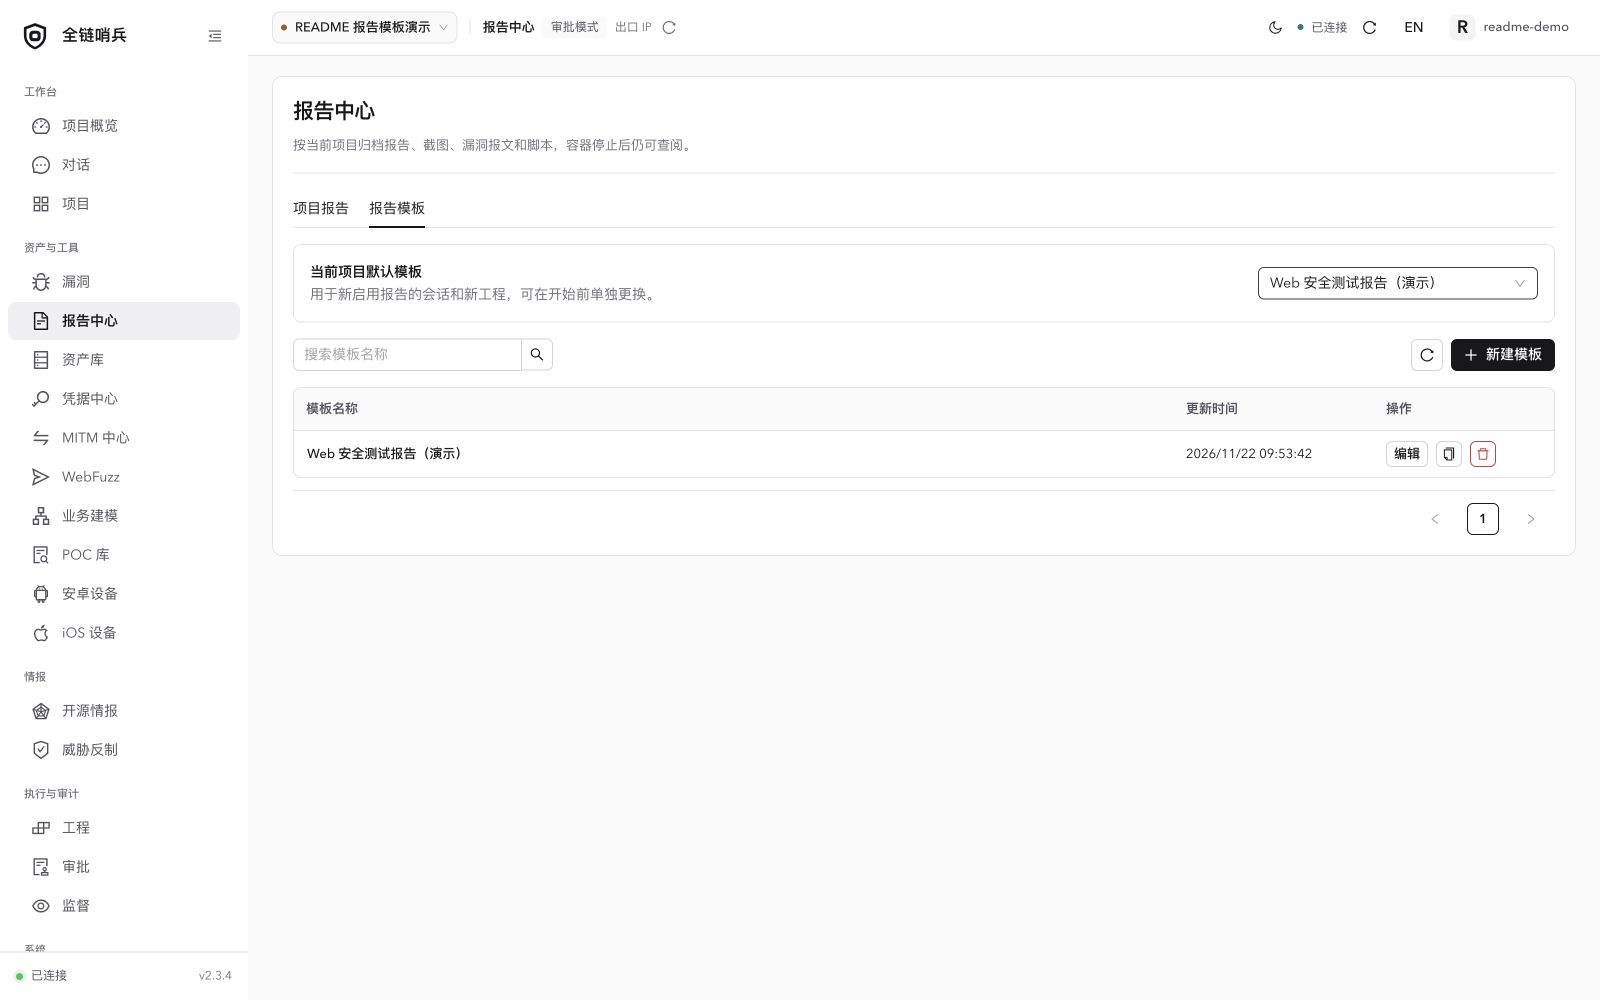 全链哨兵
工作台
项目概览
对话
项目
资产与工具
漏洞
报告中心
资产库
凭据中心
MITM 中心
WebFuzz
业务建模
POC 库
安卓设备
iOS 设备
情报
开源情报
威胁反制
执行与审计
工程
审批
监督
系统
已连接 v2.3.4
README 报告模板演示 报告中心 审批模式 出口 IP 已连接 EN R readme-demo
报告中心
按当前项目归档报告、截图、漏洞报文和脚本，容器停止后仍可查阅。
项目报告 报告模板
当前项目默认模板
用于新启用报告的会话和新工程，可在开始前单独更换。
Web 安全测试报告（演示）
搜索模板名称
新建模板
模板名称 更新时间 操作
Web 安全测试报告（演示） 2026/11/22 09:53:42 编辑
1